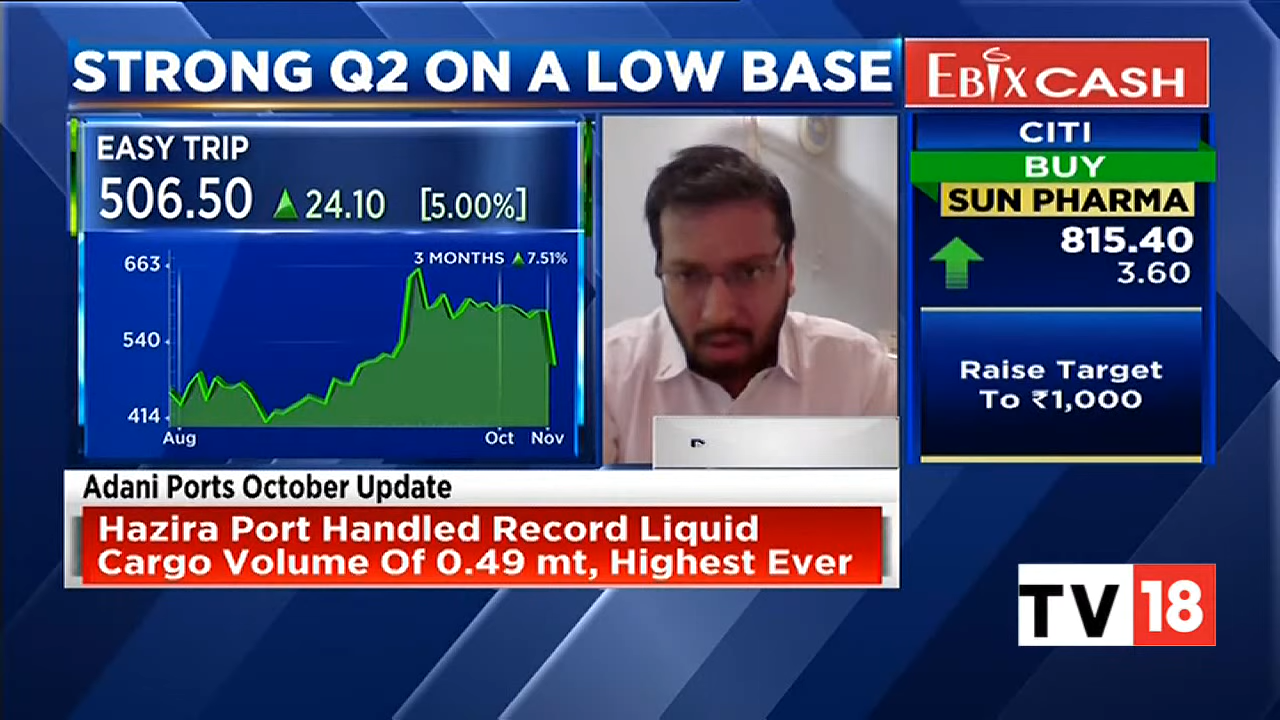 STRONG Q2 ON A LOW BASE
EBIXCASH
EASY TRIP
506.50 ▲ 24.10 [5.00%]
3 MONTHS ▲ 7.51%
663
540
414
Aug Oct Nov
CITI
BUY
SUN PHARMA
815.40
3.60
Raise Target
To ₹1,000
Adani Ports October Update
Hazira Port Handled Record Liquid
Cargo Volume Of 0.49 mt, Highest Ever
TV 18